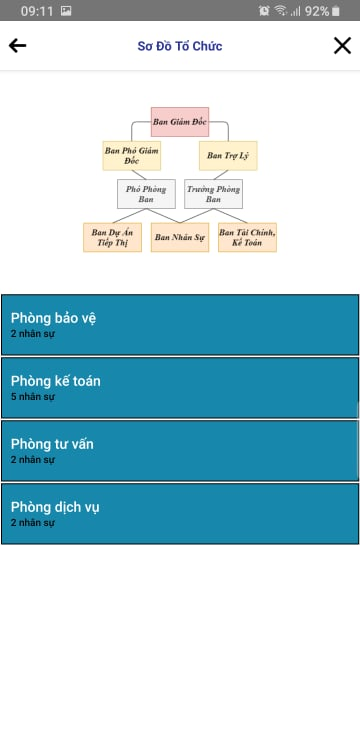 09:11
92%
Sơ Đồ Tổ Chức
Ban Giám Đốc
Ban Phó Giám
Đốc
Ban Trợ Lý
Phó Phòng
Ban
Trưởng Phòng
Ban
Ban Dự Án
Tiếp Thị
Ban Nhân Sự
Ban Tài Chính,
Kế Toán
Phòng bảo vệ
2 nhân sự
Phòng kế toán
5 nhân sự
Phòng tư vấn
2 nhân sự
Phòng dịch vụ
2 nhân sự